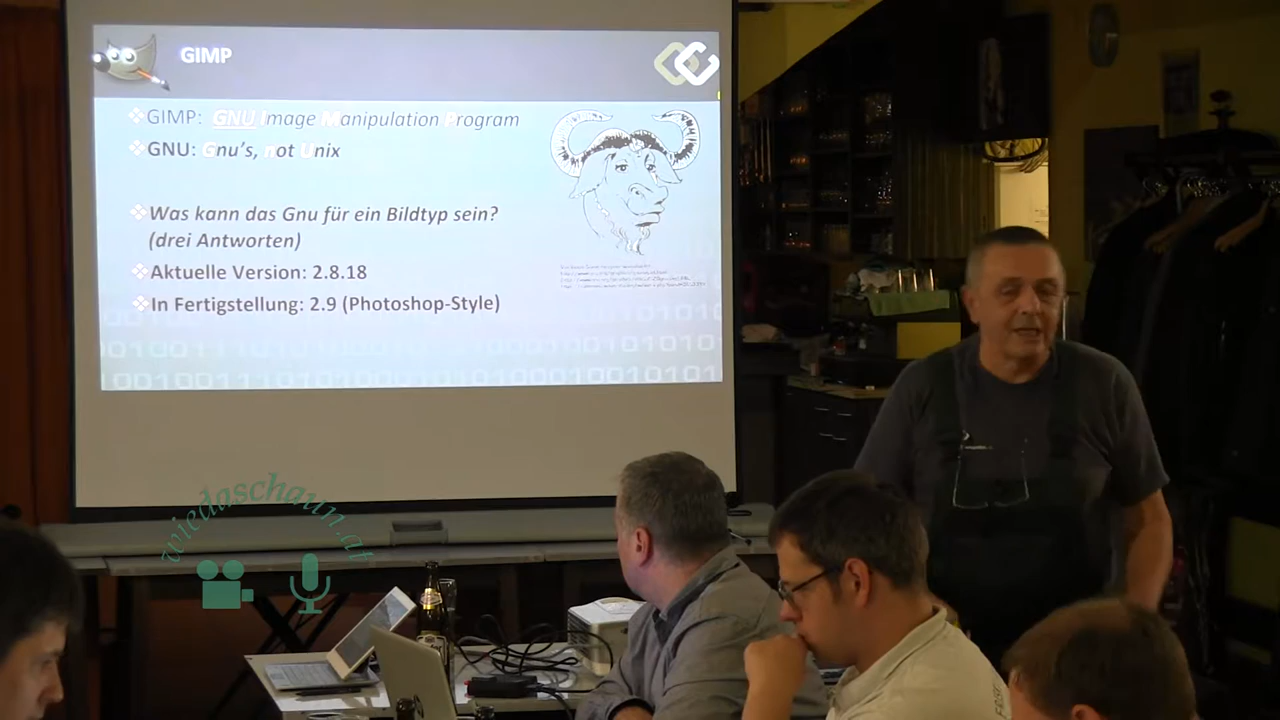 GIMP
❖GIMP: GNU Image Manipulation Program
❖GNU: Gnu's, not Unix
❖Was kann das Gnu für ein Bildtyp sein?
(drei Antworten)
❖Aktuelle Version: 2.8.18
❖In Fertigstellung: 2.9 (Photoshop-Style)
wiedaschaun.at